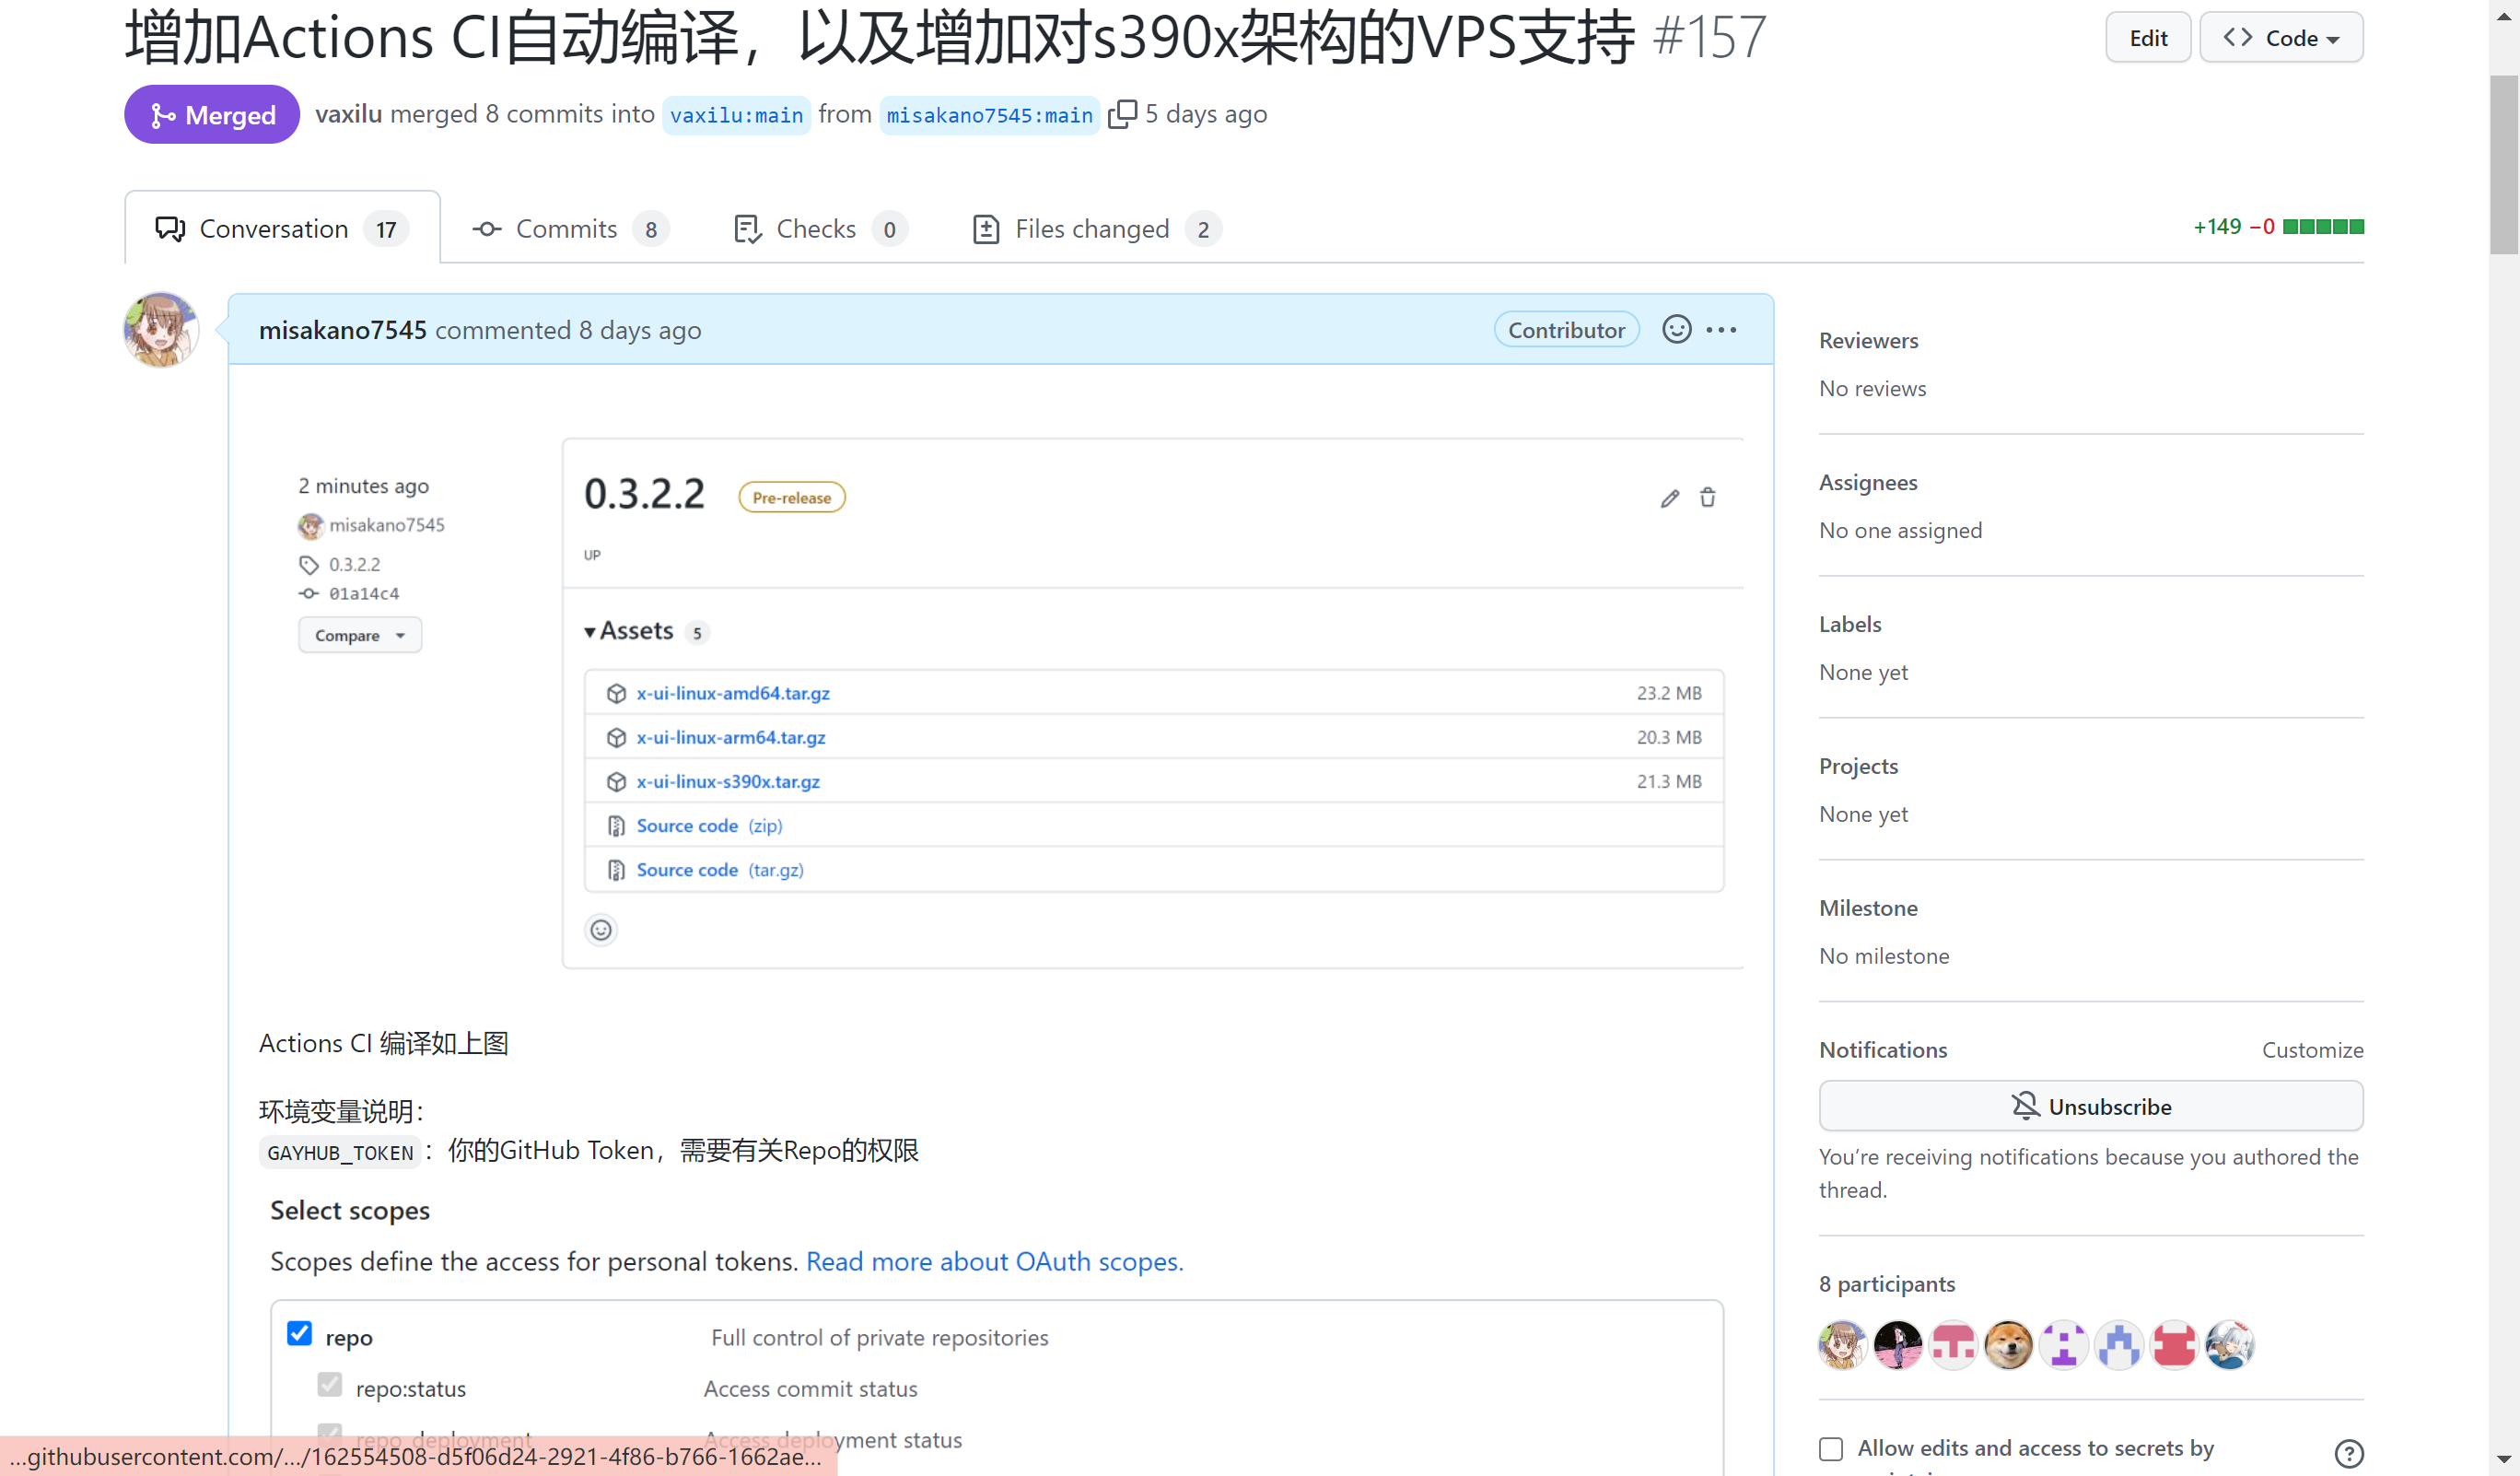 增加Actions CI自动编译，以及增加对s390x架构的VPS支持 #157
Edit
Code
Merged
vaxilu merged 8 commits into vaxilu:main from misakano7545:main 5 days ago
Conversation 17
Commits 8
Checks 0
Files changed 2
+149 −0
misakano7545 commented 8 days ago
Contributor
2 minutes ago
misakano7545
0.3.2.2
01a14c4
Compare
0.3.2.2
Pre-release
UP
Assets 5
x-ui-linux-amd64.tar.gz 23.2 MB
x-ui-linux-arm64.tar.gz 20.3 MB
x-ui-linux-s390x.tar.gz 21.3 MB
Source code (zip)
Source code (tar.gz)
Actions CI 编译如上图
环境变量说明：
GAYHUB_TOKEN：你的GitHub Token，需要有关Repo的权限
Select scopes
Scopes define the access for personal tokens. Read more about OAuth scopes.
repo Full control of private repositories
repo:status Access commit status
repo_deployment Access deployment status
...githubusercontent.com/.../162554508-d5f06d24-2921-4f86-b766-1662ae...
Reviewers
No reviews
Assignees
No one assigned
Labels
None yet
Projects
None yet
Milestone
No milestone
Notifications
Customize
Unsubscribe
You’re receiving notifications because you authored the
thread.
8 participants
Allow edits and access to secrets by